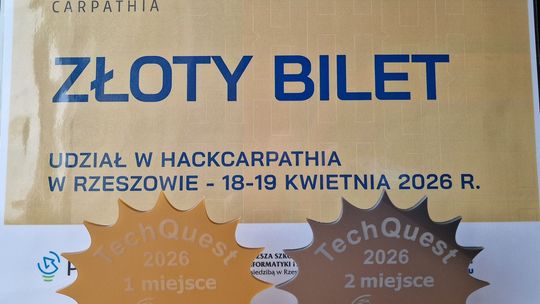 CARPATHIA
ZŁOTY BILET
UDZIAŁ W HACKCARPATHIA
W RZESZOWIE - 18-19 KWIETNIA 2026 R.
TechQuest
2026
1 miejsce
TechQuest
2026
2 miejsce